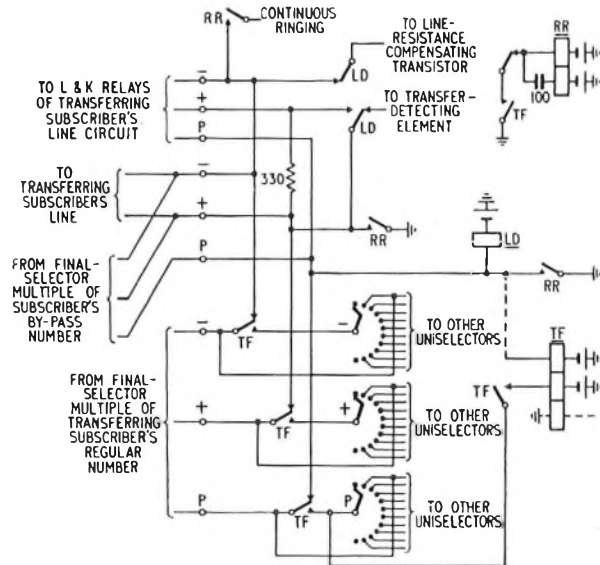 RR
CONTINUOUS
RINGING
TO LINE-
RESISTANCE
COMPENSATING
TRANSISTOR
RR
100
TF
−
LD
TO L & K RELAYS
OF TRANSFERRING
SUBSCRIBER'S
LINE CIRCUIT
+
P
LD
TO TRANSFER-
DETECTING
ELEMENT
330
TO
TRANSFERRING
SUBSCRIBERS
LINE
−
+
RR
P
LD
RR
FROM FINAL-
SELECTOR
MULTIPLE OF
SUBSCRIBER'S
BY-PASS
NUMBER
−
TF
−
TO OTHER
UNISELECTORS
TF
TF
FROM FINAL-
SELECTOR
MULTIPLE OF
TRANSFERRING
SUBSCRIBER'S
REGULAR
NUMBER
+
TF
+
TO OTHER
UNISELECTORS
P
TF
P
TO OTHER
UNISELECTORS